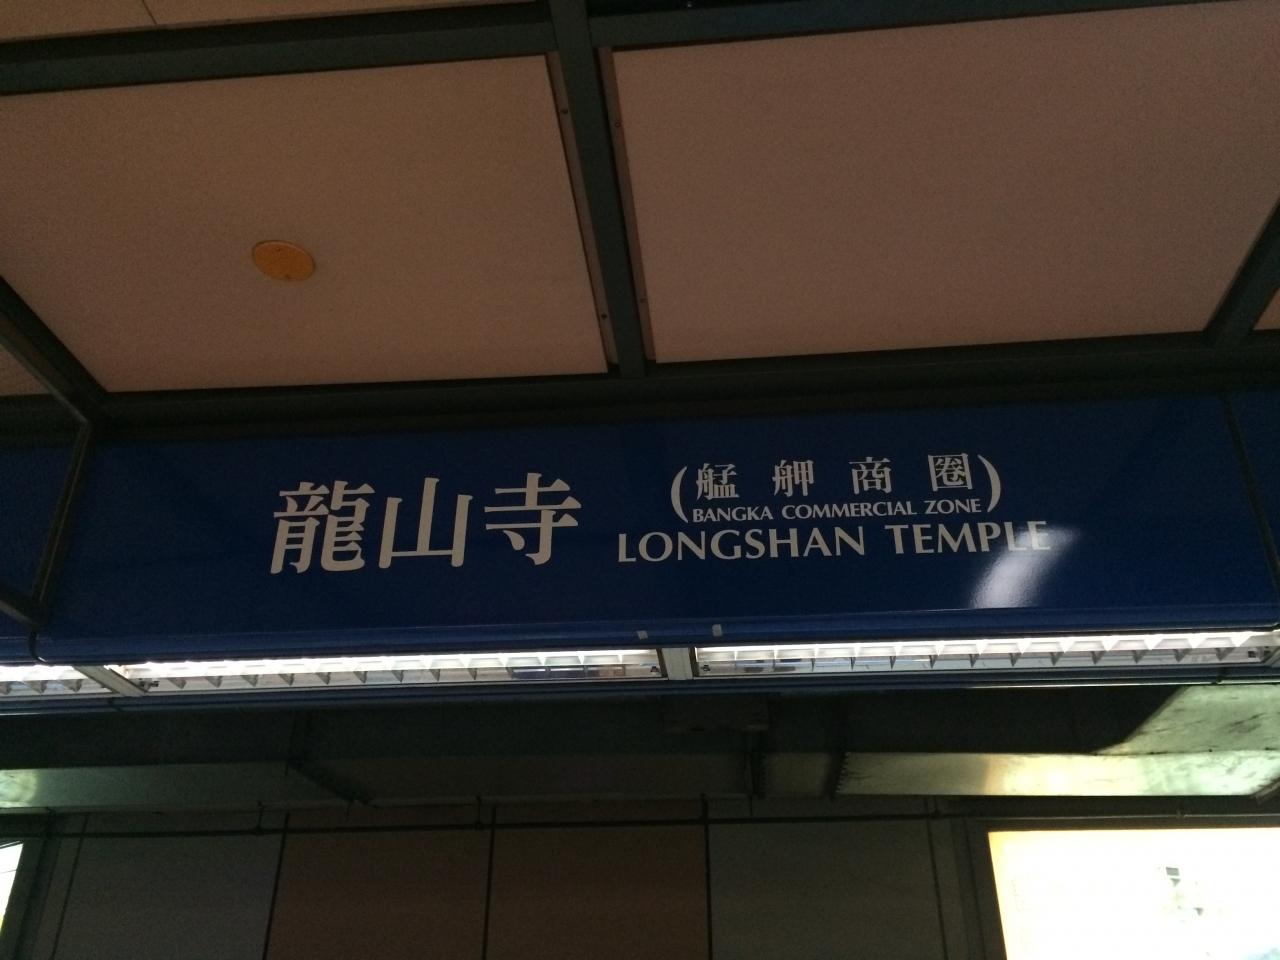 龍山寺
(艋舺商圈)
BANGKA COMMERCIAL ZONE
LONGSHAN TEMPLE